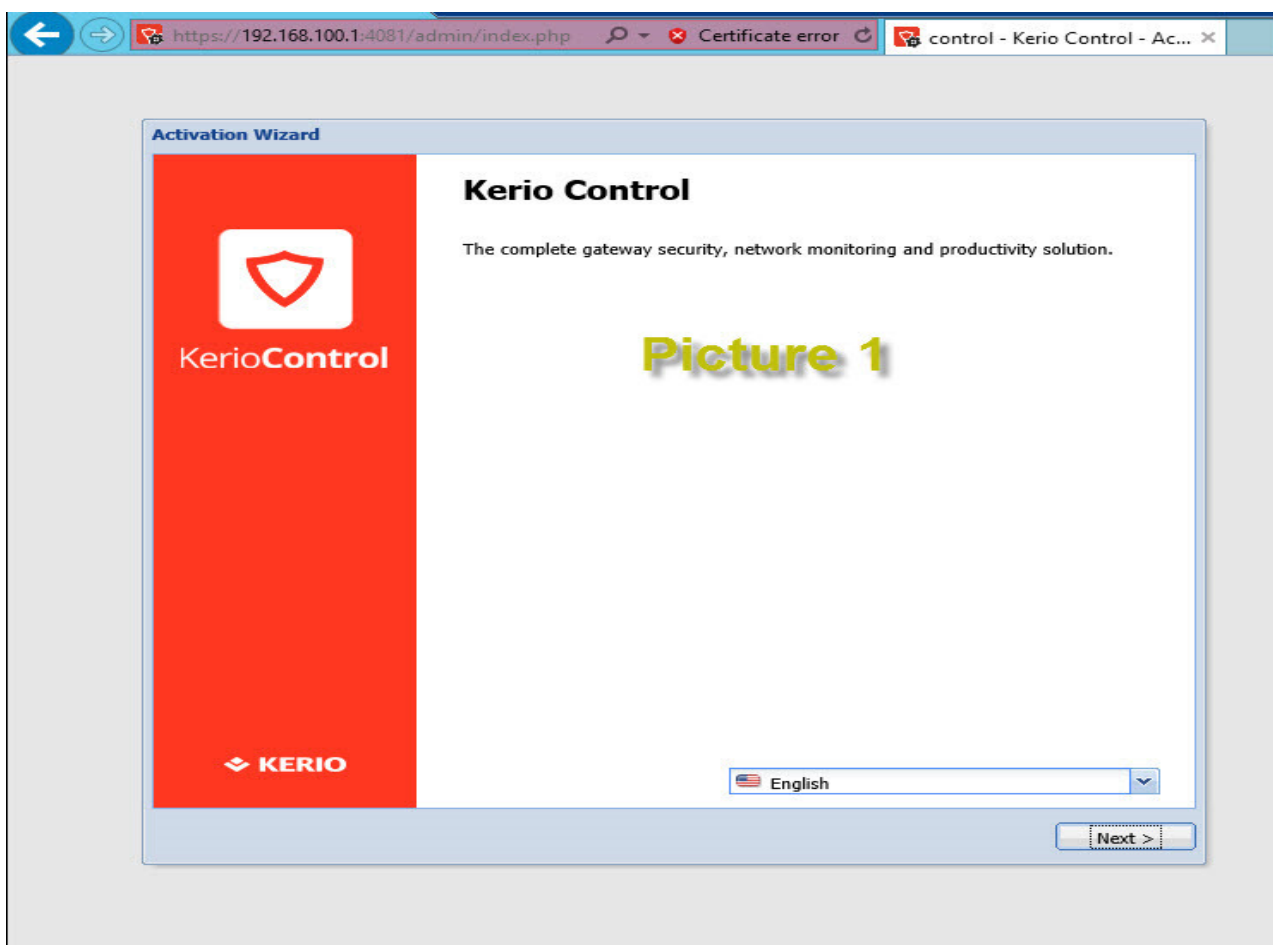 https://192.168.100.1:4081/admin/index.php Certificate error control - Kerio Control - Ac...
Activation Wizard
Kerio Control
The complete gateway security, network monitoring and productivity solution.
KerioControl
Picture 1
KERIO
English
Next >